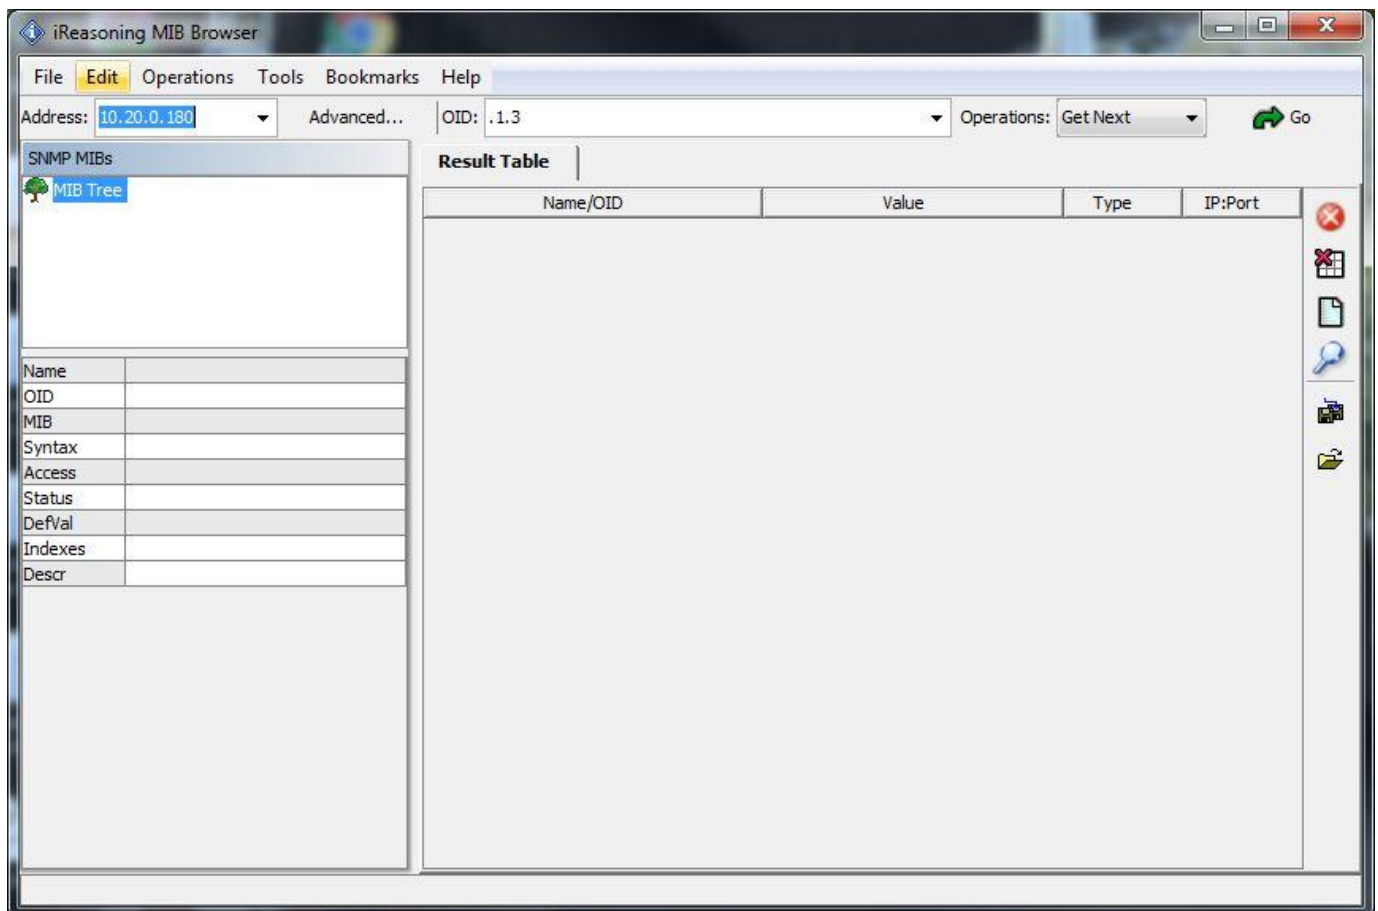 iReasoning MIB Browser
File Edit Operations Tools Bookmarks Help
Address: 10.20.0.180 Advanced... OID: .1.3 Operations: Get Next Go
SNMP MIBs
MIB Tree
Result Table
Name/OID Value Type IP:Port
Name
OID
MIB
Syntax
Access
Status
DefVal
Indexes
Descr